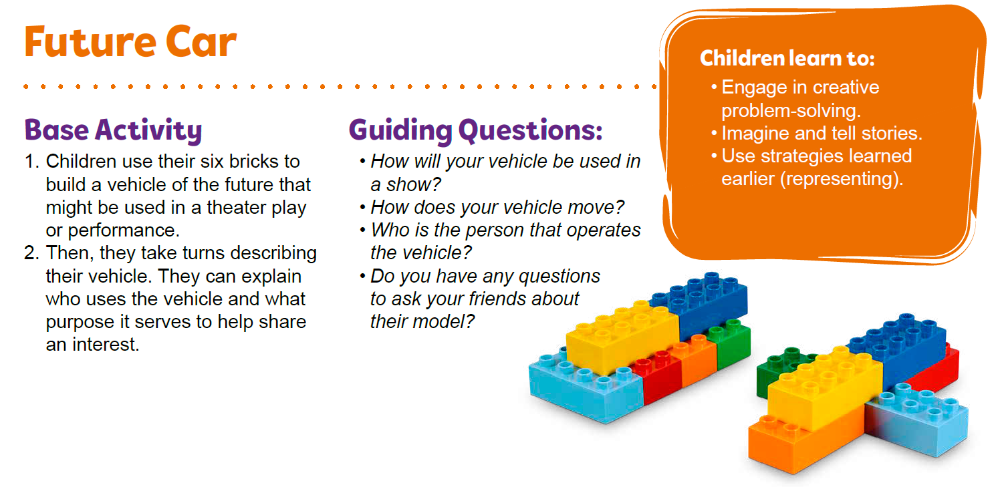 Future Car
Base Activity
1. Children use their six bricks to
build a vehicle of the future that
might be used in a theater play
or performance.
2. Then, they take turns describing
their vehicle. They can explain
who uses the vehicle and what
purpose it serves to help share
an interest.
Guiding Questions:
• How will your vehicle be used in
a show?
• How does your vehicle move?
• Who is the person that operates
the vehicle?
• Do you have any questions
to ask your friends about
their model?
Children learn to:
• Engage in creative
problem-solving.
• Imagine and tell stories.
• Use strategies learned
earlier (representing).